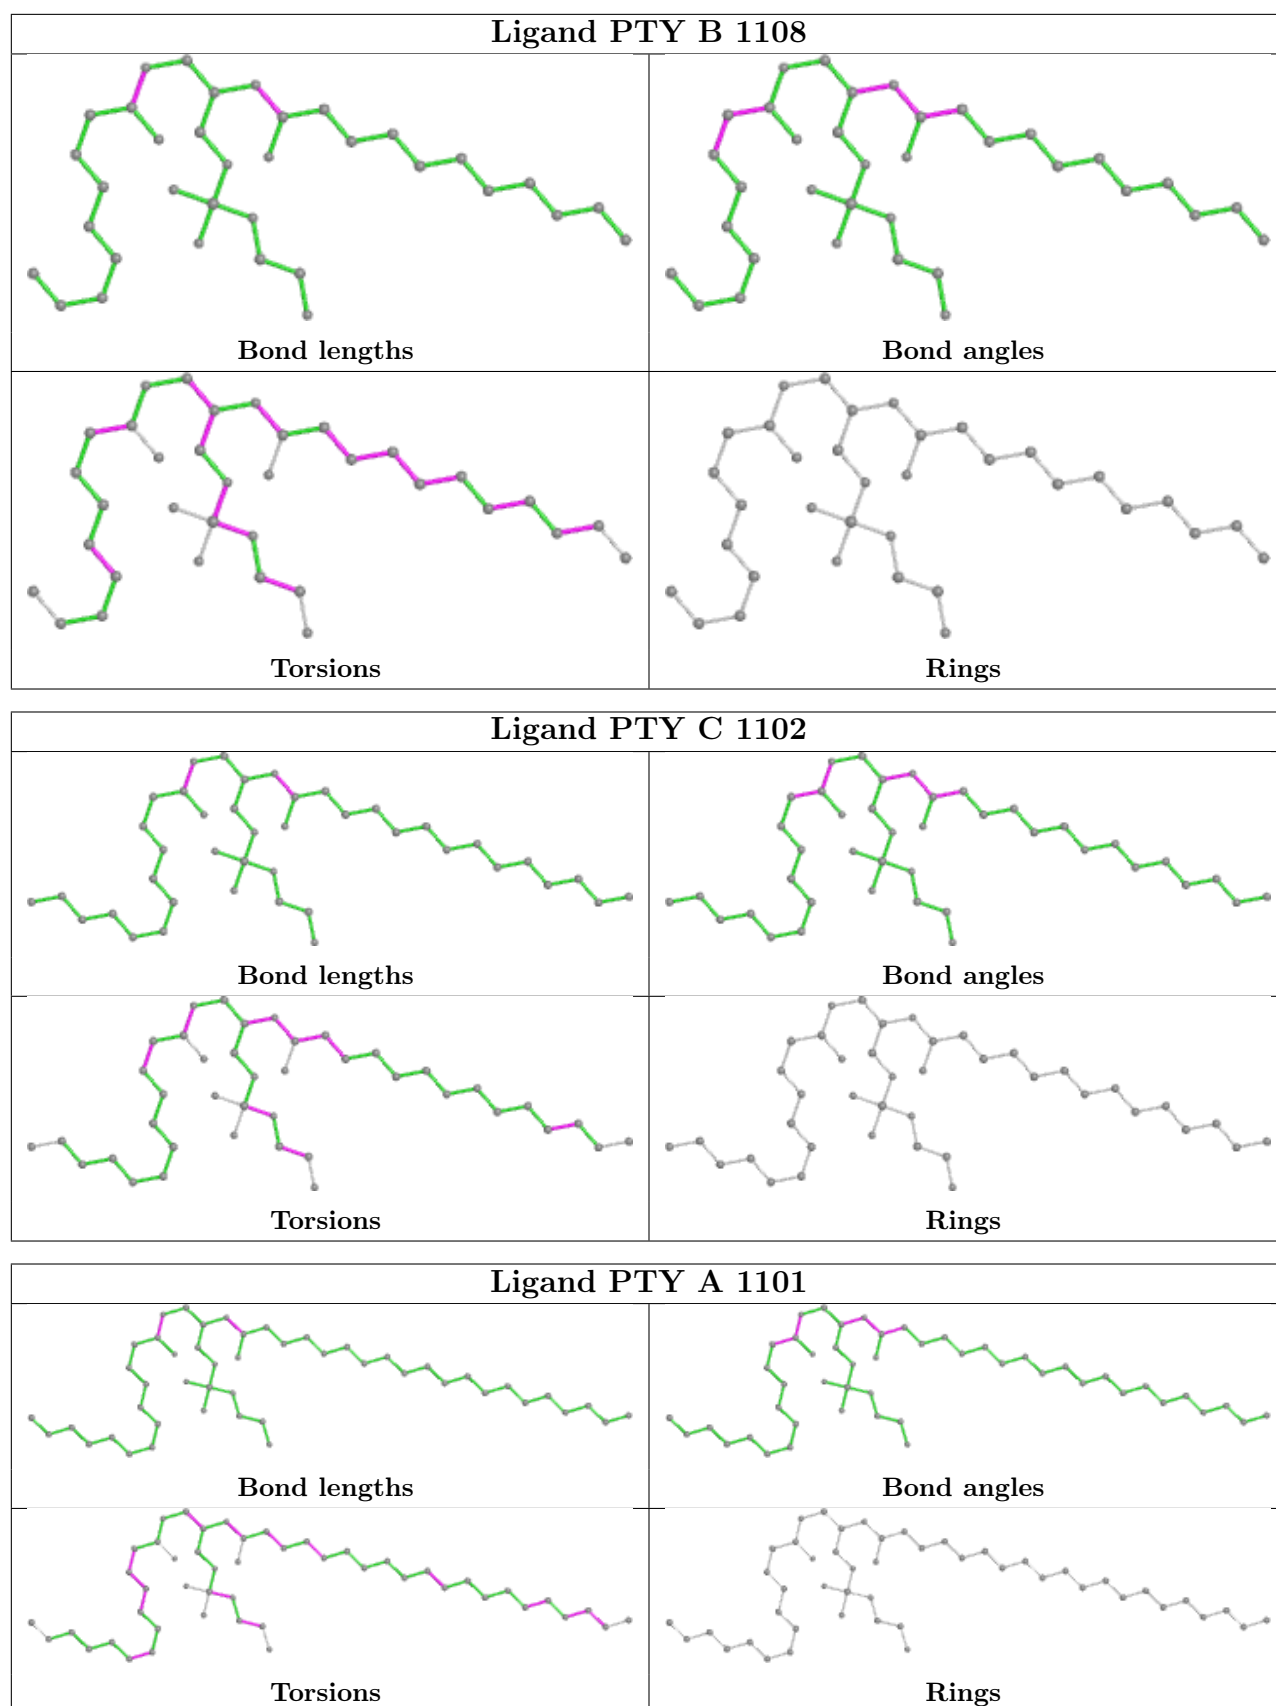 Ligand PTY B 1108
Bond lengths
Bond angles
Torsions
Rings
Ligand PTY C 1102
Bond lengths
Bond angles
Torsions
Rings
Ligand PTY A 1101
Bond lengths
Bond angles
Torsions
Rings